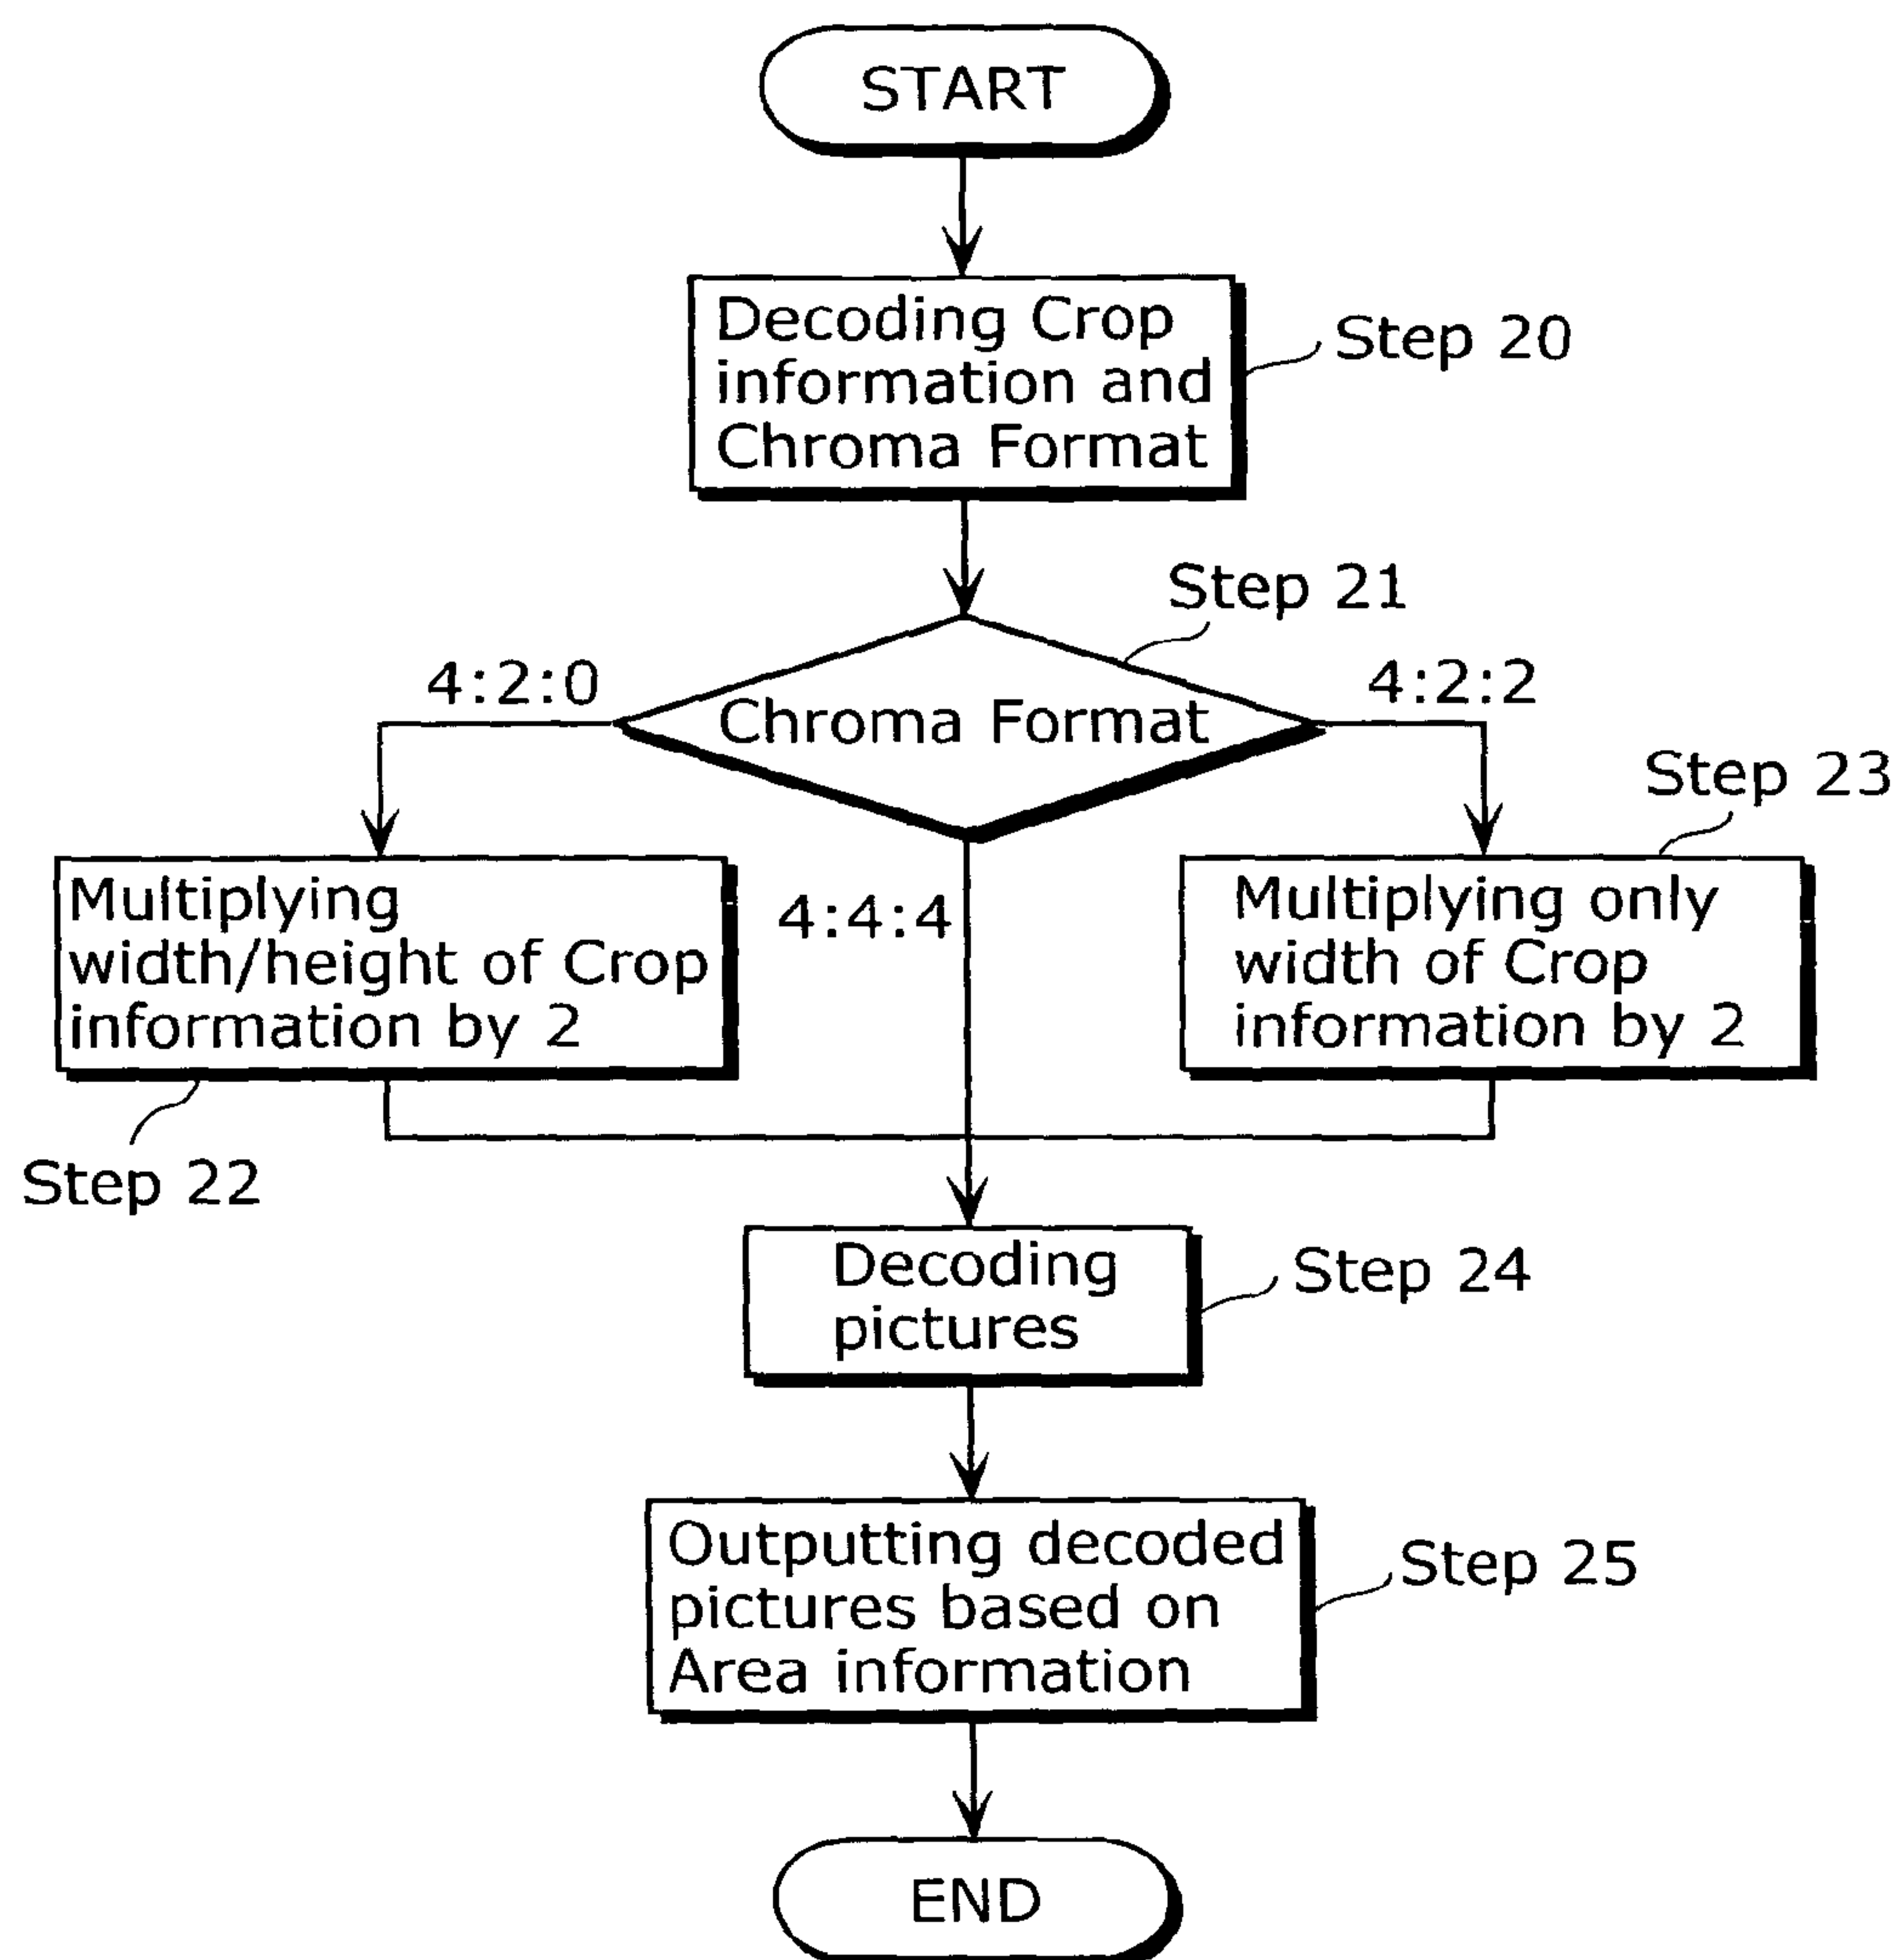 START
Decoding Crop
information and
Chroma Format
Step 20
Step 21
4:2:0
Chroma Format
4:2:2
Step 23
Multiplying
width/height of Crop
information by 2
4:4:4
Multiplying only
width of Crop
information by 2
Step 22
Decoding
pictures
Step 24
Outputting decoded
pictures based on
Area information
Step 25
END